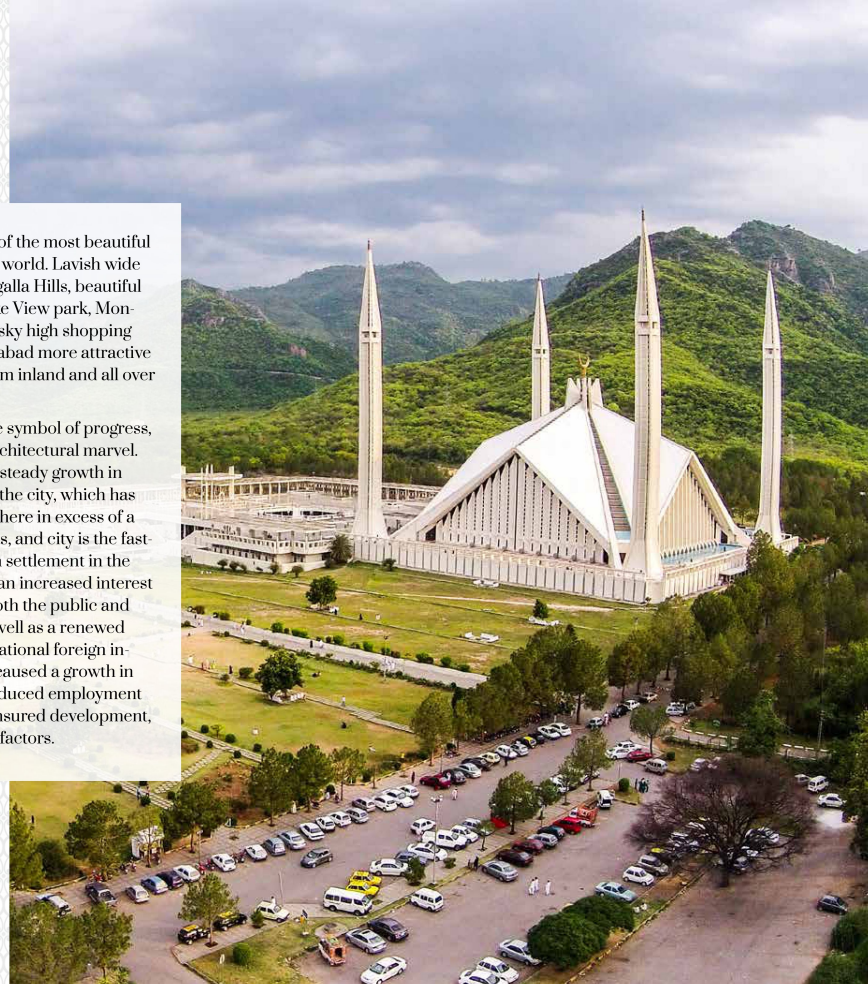 of the most beautiful
world. Lavish wide
galla Hills, beautiful
e View park, Mon-
sky high shopping
abad more attractive
m inland and all over
e symbol of progress,
chitectural marvel.
steady growth in
the city, which has
here in excess of a
s, and city is the fast-
n settlement in the
an increased interest
oth the public and
well as a renewed
ational foreign in-
caused a growth in
duced employment
nsured development,
factors.